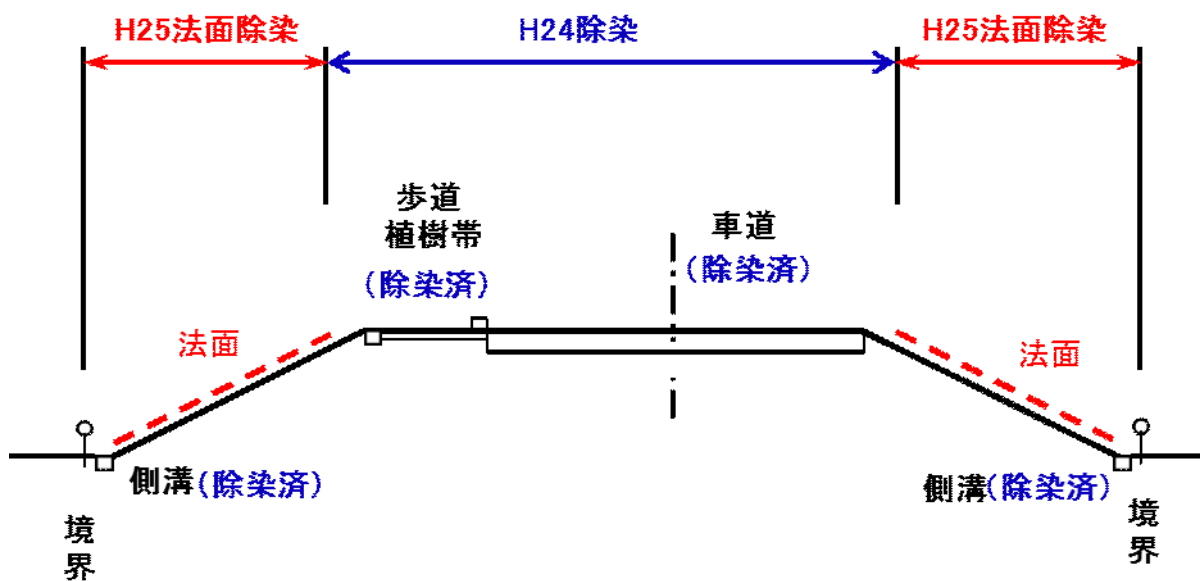 H25法面除染
H24除染
H25法面除染
歩道
植樹帯
(除染済)
車道
(除染済)
法面
法面
側溝(除染済)
側溝(除染済)
境
界
境
界